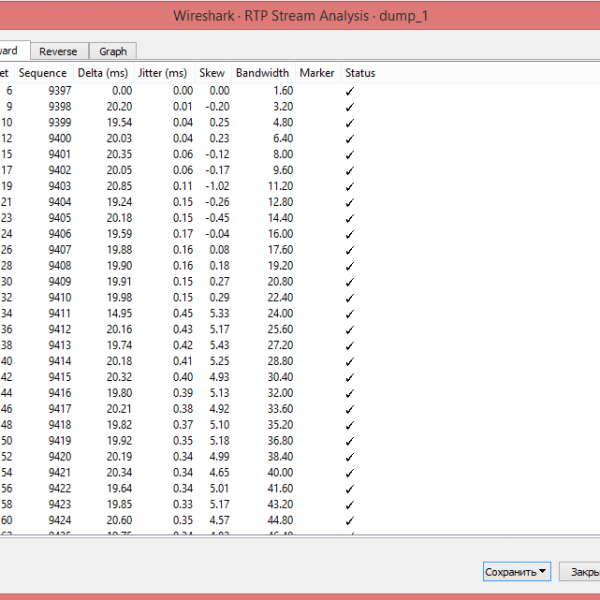 Wireshark · RTP Stream Analysis · dump_1
ward Reverse Graph
et Sequence Delta (ms) Jitter (ms) Skew Bandwidth Marker Status
6 9397 0.00 0.00 0.00 1.60 ✓
9 9398 20.20 0.01 -0.20 3.20 ✓
10 9399 19.54 0.04 0.25 4.80 ✓
12 9400 20.03 0.04 0.23 6.40 ✓
15 9401 20.35 0.06 -0.12 8.00 ✓
17 9402 20.05 0.06 -0.17 9.60 ✓
19 9403 20.85 0.11 -1.02 11.20 ✓
21 9404 19.24 0.15 -0.26 12.80 ✓
23 9405 20.18 0.15 -0.45 14.40 ✓
24 9406 19.59 0.17 -0.04 16.00 ✓
26 9407 19.88 0.16 0.08 17.60 ✓
28 9408 19.90 0.16 0.18 19.20 ✓
30 9409 19.91 0.15 0.27 20.80 ✓
32 9410 19.98 0.15 0.29 22.40 ✓
34 9411 14.95 0.45 5.33 24.00 ✓
36 9412 20.16 0.43 5.17 25.60 ✓
38 9413 19.74 0.42 5.43 27.20 ✓
40 9414 20.18 0.41 5.25 28.80 ✓
42 9415 20.32 0.40 4.93 30.40 ✓
44 9416 19.80 0.39 5.13 32.00 ✓
46 9417 20.21 0.38 4.92 33.60 ✓
48 9418 19.82 0.37 5.10 35.20 ✓
50 9419 19.92 0.35 5.18 36.80 ✓
52 9420 20.19 0.34 4.99 38.40 ✓
54 9421 20.34 0.34 4.65 40.00 ✓
56 9422 19.64 0.34 5.01 41.60 ✓
58 9423 19.85 0.33 5.17 43.20 ✓
60 9424 20.60 0.35 4.57 44.80 ✓
Сохранить Закры